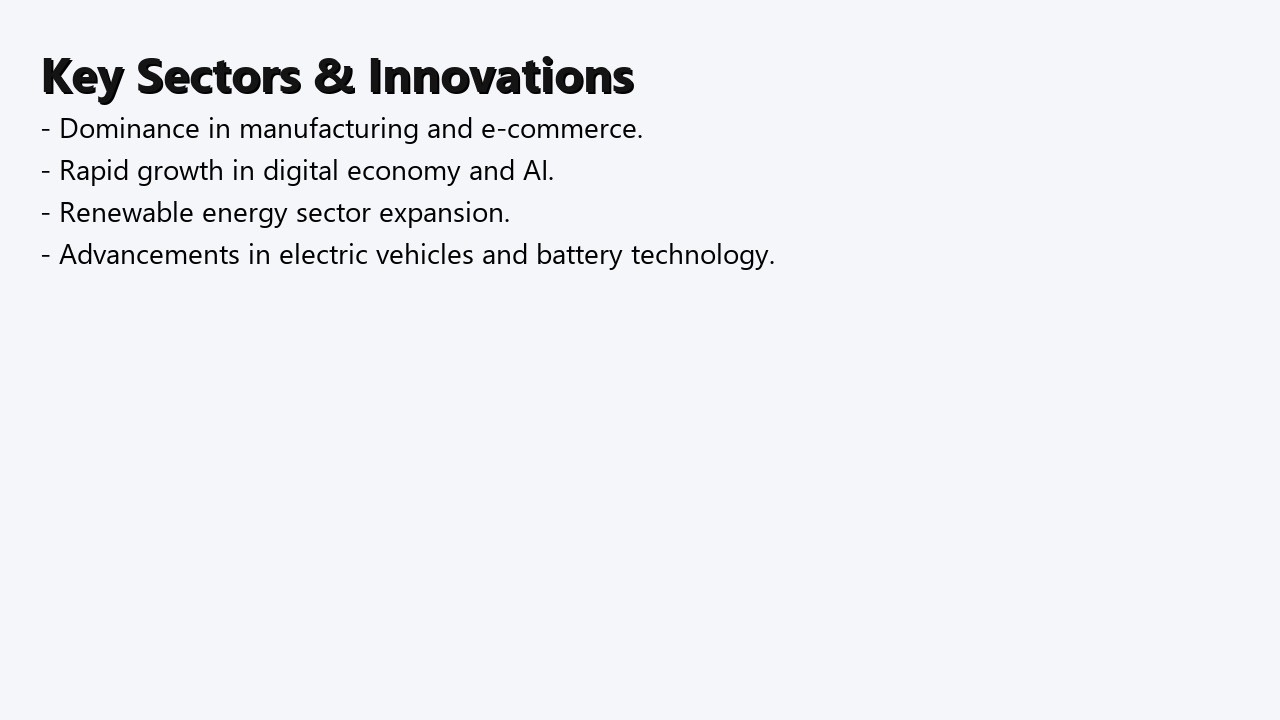 Key Sectors & Innovations
- Dominance in manufacturing and e-commerce.
- Rapid growth in digital economy and AI.
- Renewable energy sector expansion.
- Advancements in electric vehicles and battery technology.